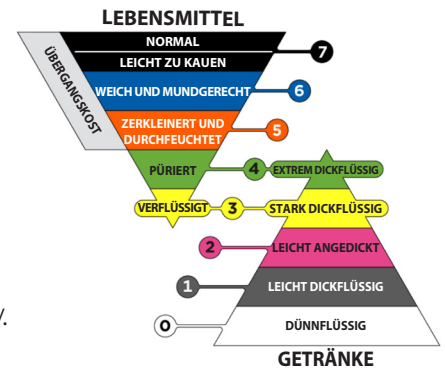 LEBENSMITTEL
NORMAL
7
LEICHT ZU KAUEN
ÜBERGANGSKOST
WEICH UND MUNDGERECHT
6
ZERKLEINERT UND
DURCHFEUCHTET
5
PÜRIERT
4
EXTREM DICKFLÜSSIG
VERFLÜSSIGT
3
STARK DICKFLÜSSIG
2
LEICHT ANGEDICKT
1
LEICHT DICKFLÜSSIG
0
DÜNNFLÜSSIG
GETRÄNKE